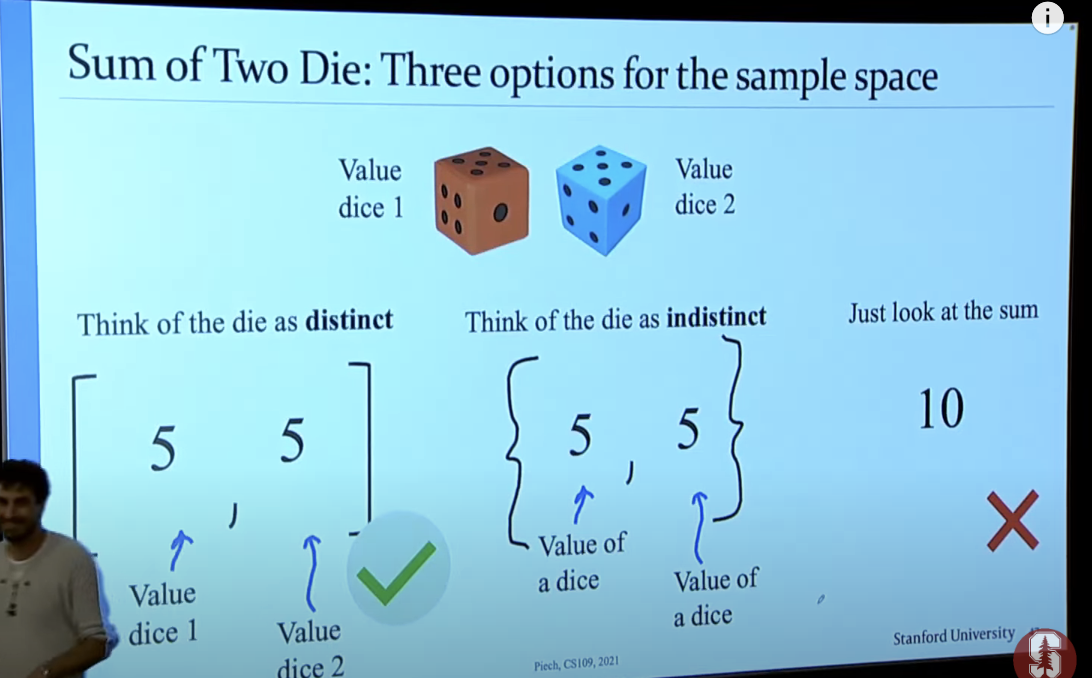 i
Sum of Two Die: Three options for the sample space
Value
dice 1
Value
dice 2
Think of the die as distinct
[ 5 , 5 ]
Value
dice 1
Value
dice 2
Think of the die as indistinct
{ 5 , 5 }
Value of
a dice
Value of
a dice
Just look at the sum
10
Piech, CS109, 2021
Stanford University
S